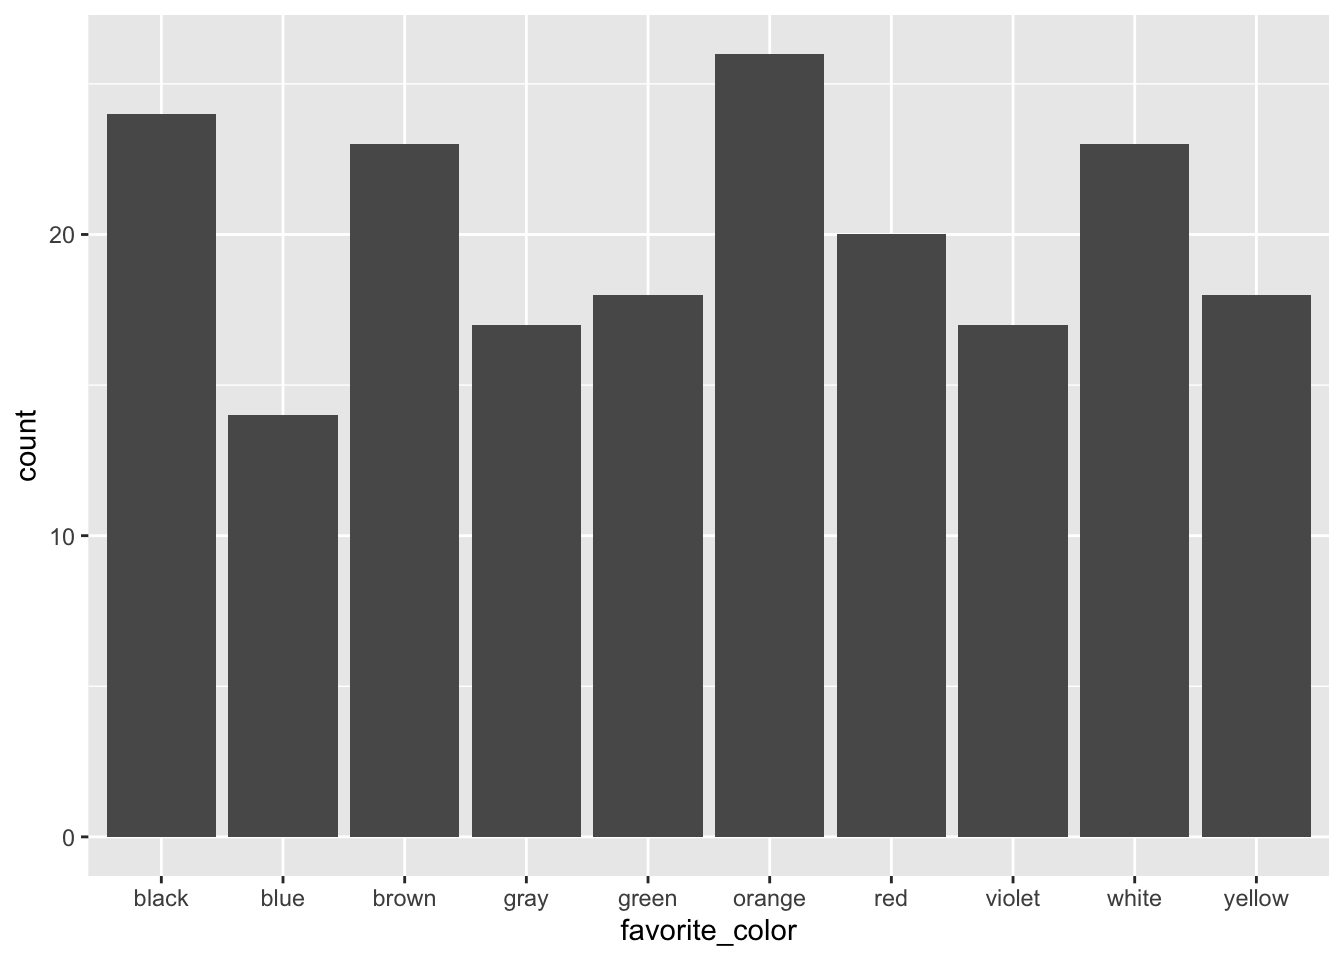 20
10
0
count
black blue brown gray green orange red violet white yellow
favorite_color